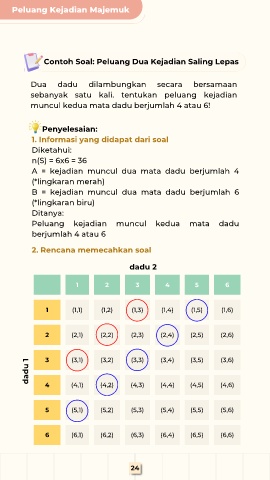 Peluang Kejadian Majemuk
Contoh Soal: Peluang Dua Kejadian Saling Lepas
Dua dadu dilambungkan secara bersamaan
sebanyak satu kali. tentukan peluang kejadian
muncul kedua mata dadu berjumlah 4 atau 6!
Penyelesaian:
1. Informasi yang didapat dari soal
Diketahui:
n(S) = 6x6 = 36
A = kejadian muncul dua mata dadu berjumlah 4
(*lingkaran merah)
B = kejadian muncul dua mata dadu berjumlah 6
(*lingkaran biru)
Ditanya:
Peluang kejadian muncul kedua mata dadu
berjumlah 4 atau 6
2. Rencana memecahkan soal
dadu 2
1 2 3 4 5 6
dadu 1
1 (1,1) (1,2) (1,3) (1,4) (1,5) (1,6)
2 (2,1) (2,2) (2,3) (2,4) (2,5) (2,6)
3 (3,1) (3,2) (3,3) (3,4) (3,5) (3,6)
4 (4,1) (4,2) (4,3) (4,4) (4,5) (4,6)
5 (5,1) (5,2) (5,3) (5,4) (5,5) (5,6)
6 (6,1) (6,2) (6,3) (6,4) (6,5) (6,6)
24